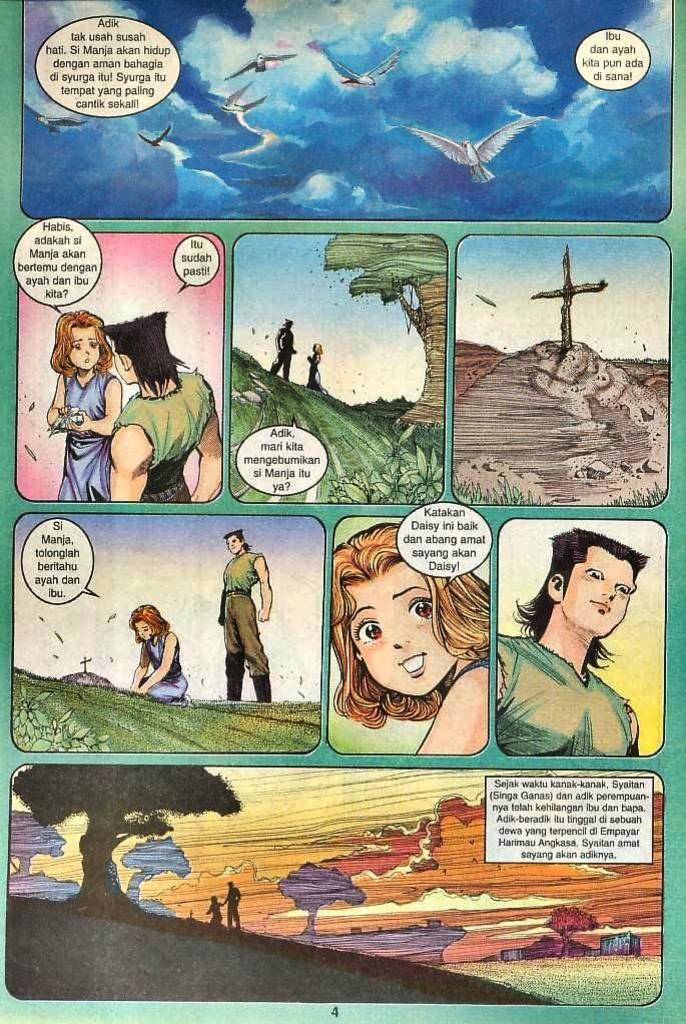 Adik
tak usah susah
hati. Si Manja akan hidup
dengan aman bahagia
di syurga itu! Syurga itu
tempat yang paling
cantik sekali!
Ibu
dan ayah
kita pun ada
di sana!
Habis,
adakah si
Manja akan
bertemu dengan
ayah dan ibu
kita?
Itu
sudah
pasti!
Adik,
mari kita
mengebumikan
si Manja itu
ya?
Si
Manja,
tolonglah
beritahu
ayah dan
ibu.
Katakan
Daisy ini baik
dan abang amat
sayang akan
Daisy!
Sejak waktu kanak-kanak, Syaitan
(Singa Ganas) dan adik perempuan-
nya telah kehilangan ibu dan bapa.
Adik-beradik itu tinggal di sebuah
dewa yang terpencil di Empayar
Harimau Angkasa. Syaitan amat
sayang akan adiknya.
4